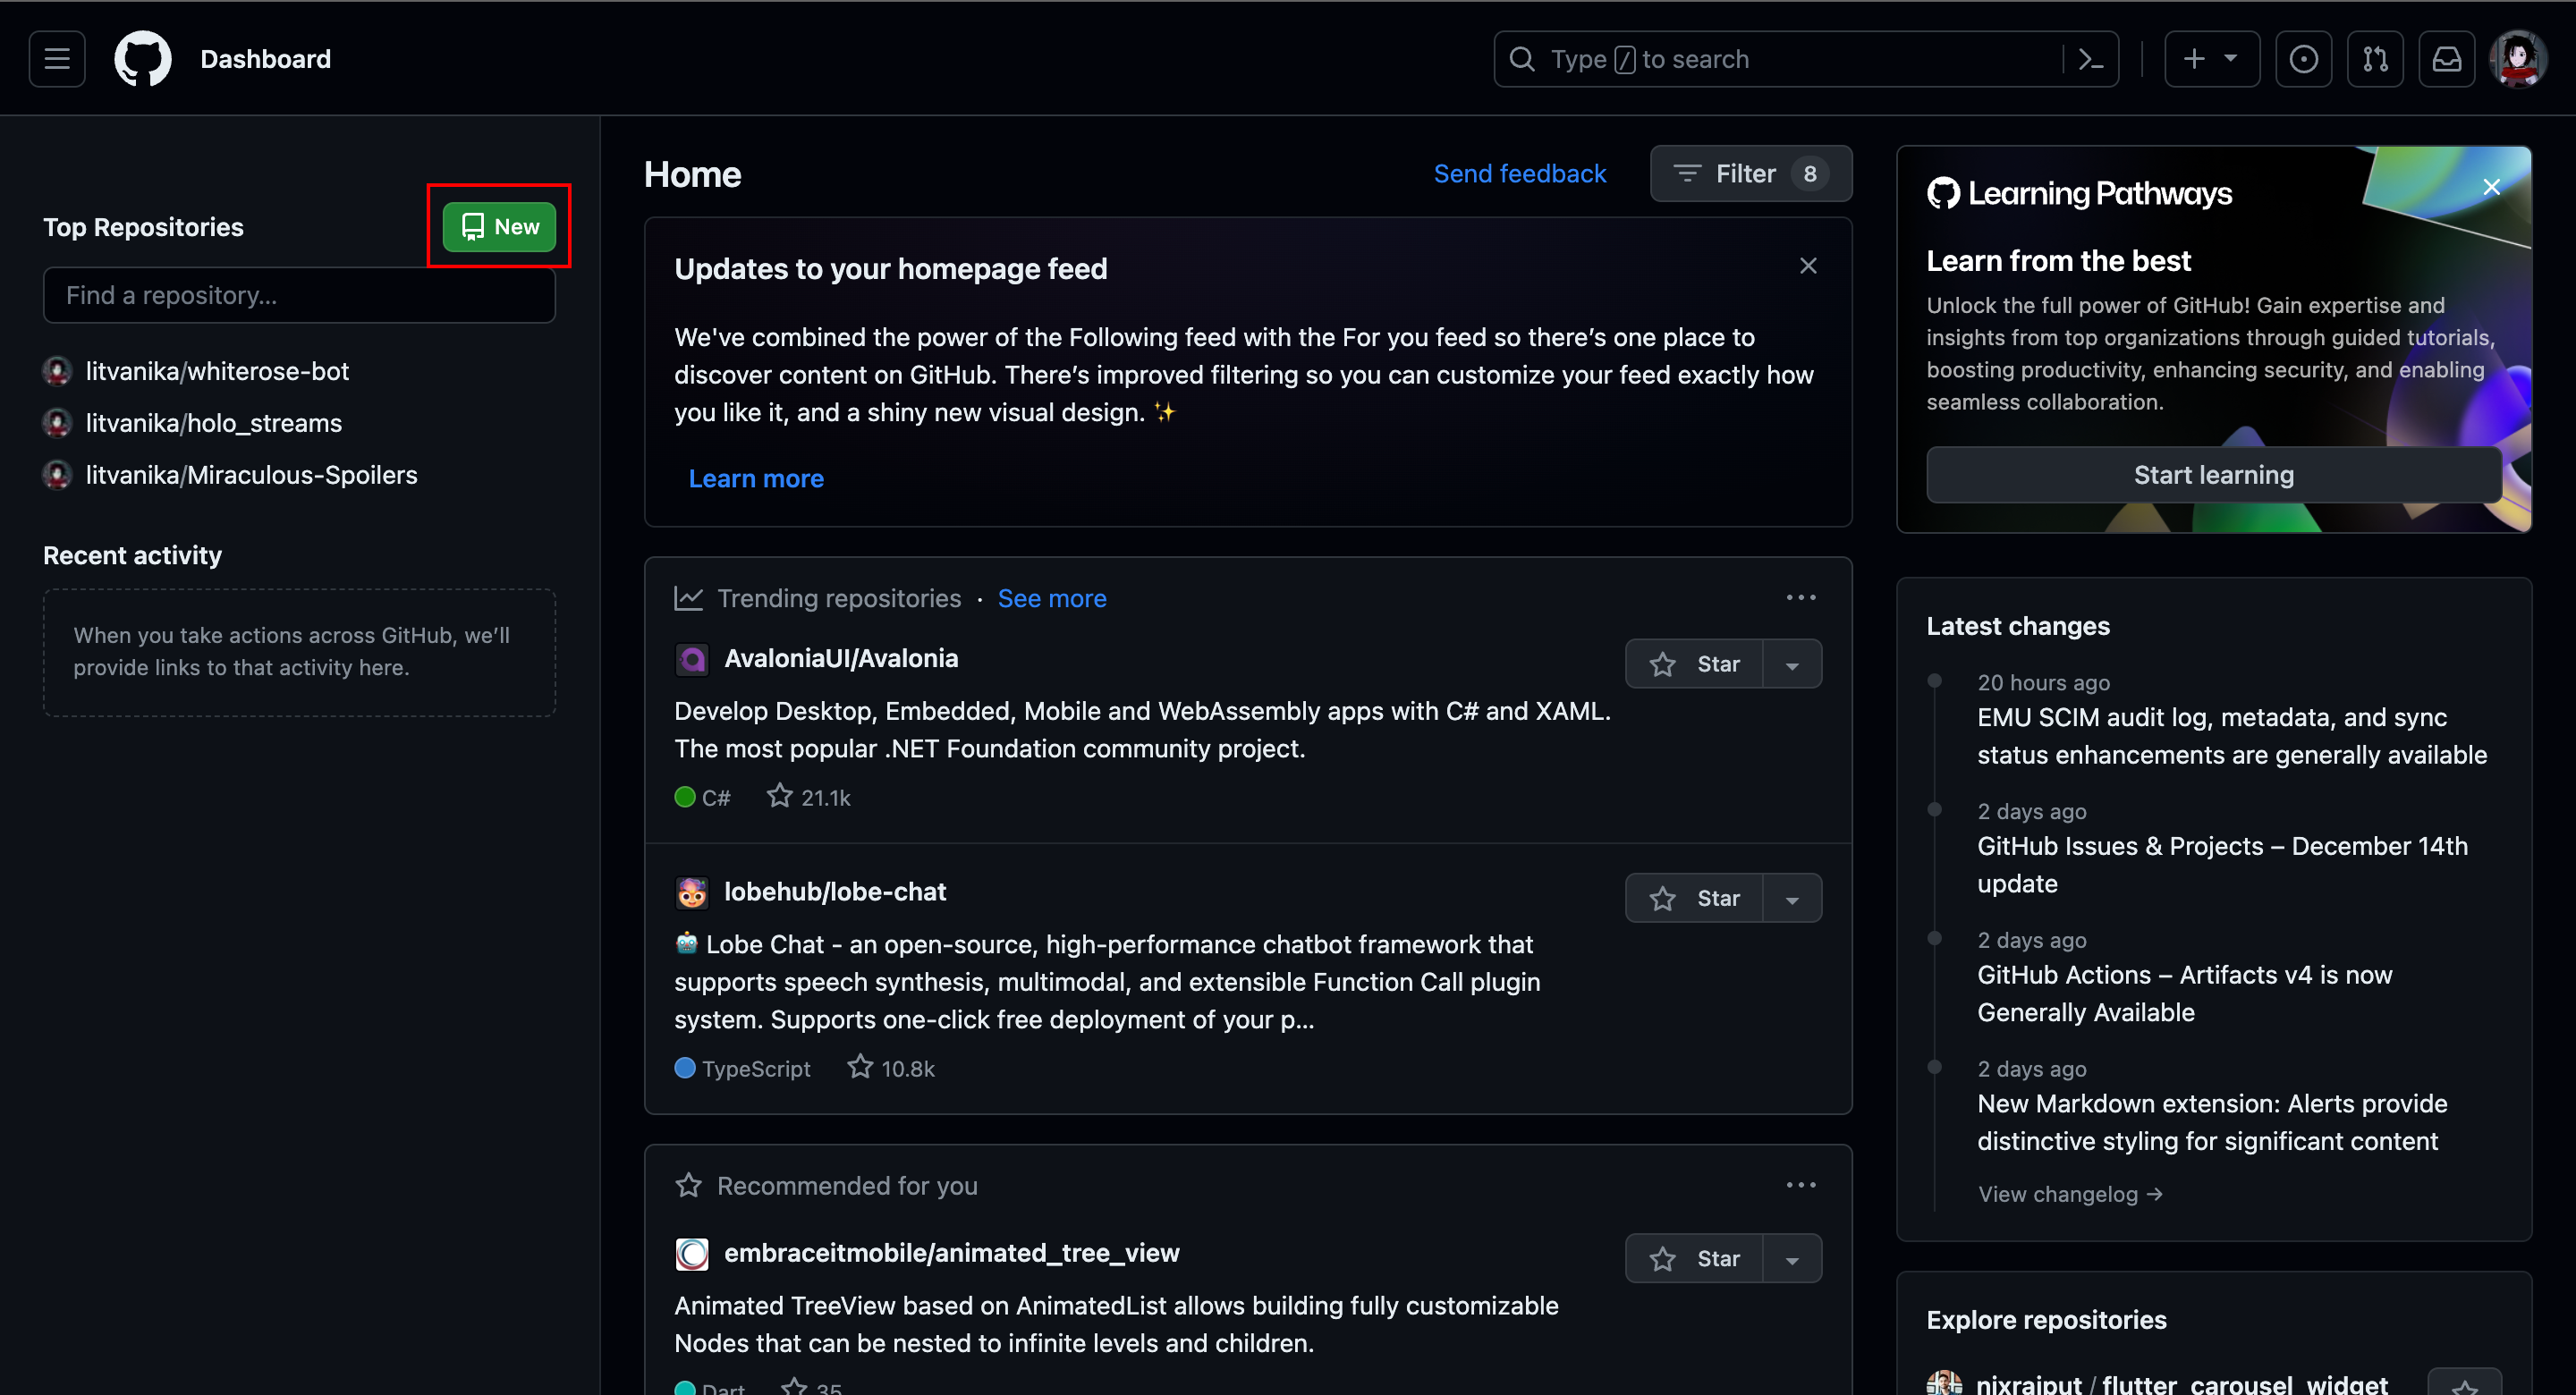 Dashboard
Type / to search
Top Repositories
New
Find a repository...
litvanika/whiterose-bot
litvanika/holo_streams
litvanika/Miraculous-Spoilers
Recent activity
When you take actions across GitHub, we’ll
provide links to that activity here.
Home
Send feedback
Filter 8
Updates to your homepage feed
We've combined the power of the Following feed with the For you feed so there’s one place to
discover content on GitHub. There’s improved filtering so you can customize your feed exactly how
you like it, and a shiny new visual design. ✨
Learn more
Trending repositories · See more
AvaloniaUI/Avalonia
Star
Develop Desktop, Embedded, Mobile and WebAssembly apps with C# and XAML.
The most popular .NET Foundation community project.
C# 21.1k
lobehub/lobe-chat
Star
🤖 Lobe Chat - an open-source, high-performance chatbot framework that
supports speech synthesis, multimodal, and extensible Function Call plugin
system. Supports one-click free deployment of your p...
TypeScript 10.8k
Recommended for you
embraceitmobile/animated_tree_view
Star
Animated TreeView based on AnimatedList allows building fully customizable
Nodes that can be nested to infinite levels and children.
Dart 35
Learning Pathways
Learn from the best
Unlock the full power of GitHub! Gain expertise and
insights from top organizations through guided tutorials,
boosting productivity, enhancing security, and enabling
seamless collaboration.
Start learning
Latest changes
20 hours ago
EMU SCIM audit log, metadata, and sync
status enhancements are generally available
2 days ago
GitHub Issues & Projects – December 14th
update
2 days ago
GitHub Actions – Artifacts v4 is now
Generally Available
2 days ago
New Markdown extension: Alerts provide
distinctive styling for significant content
View changelog →
Explore repositories
nixrajput / flutter_carousel_widget